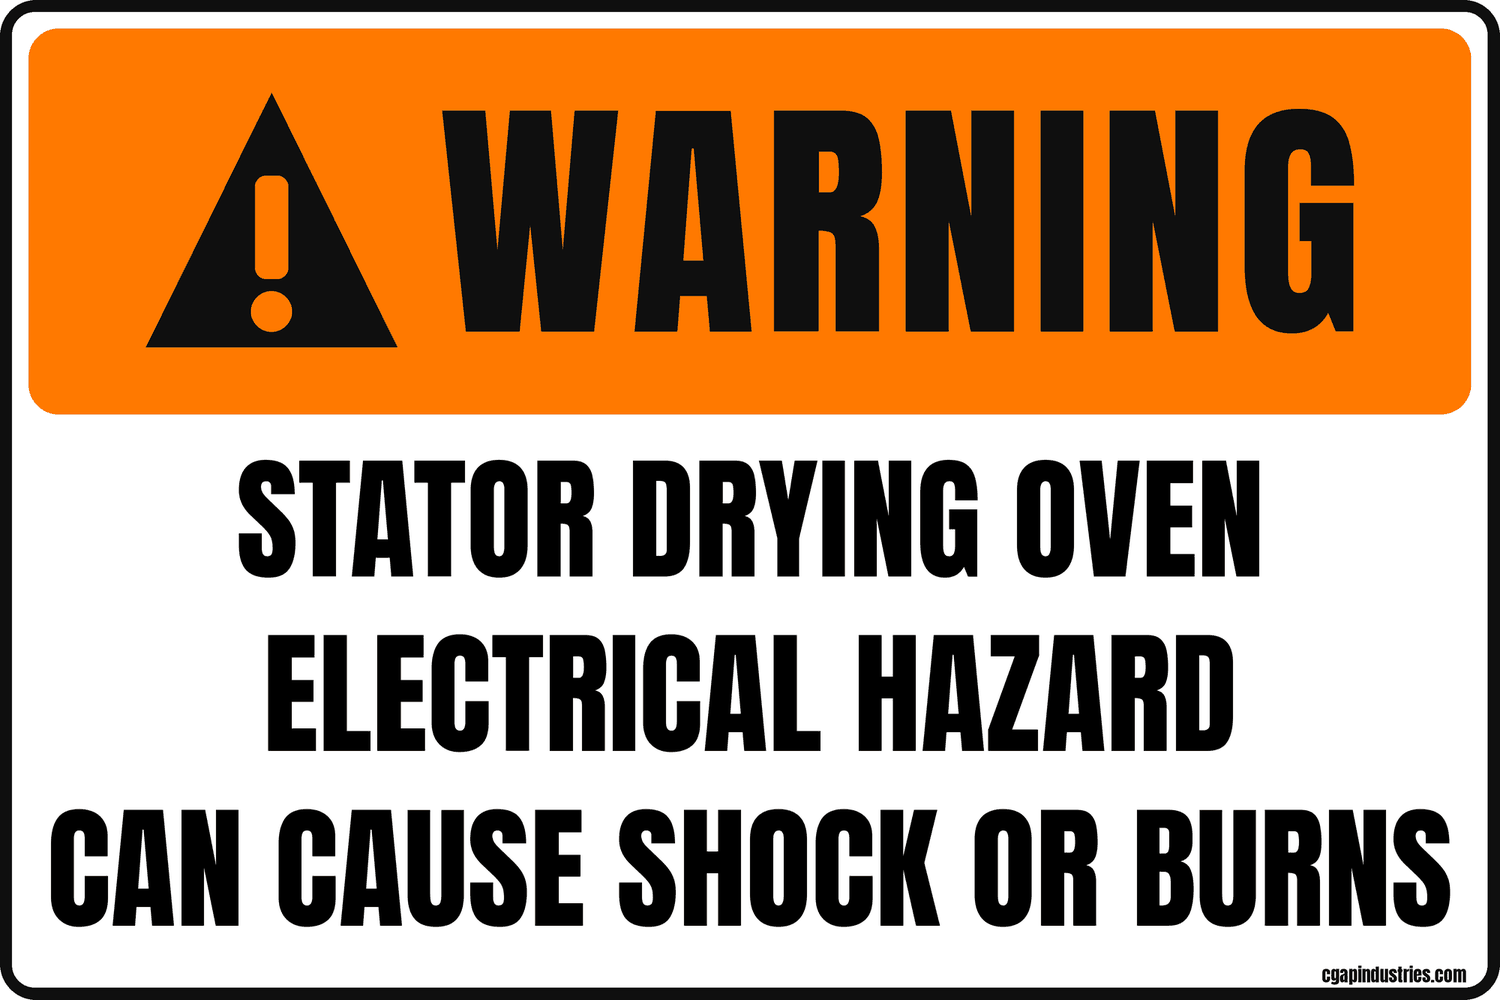 WARNING
STATOR DRYING OVEN
ELECTRICAL HAZARD
CAN CAUSE SHOCK OR BURNS
cgapindustries.com